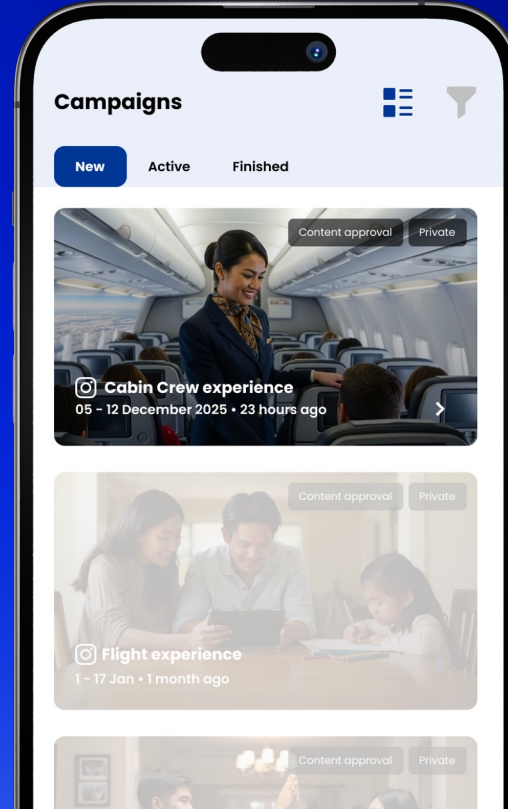 Campaigns
New Active Finished
Content approval Private
Cabin Crew experience
05 - 12 December 2025 • 23 hours ago
Content approval Private
Flight experience
1 - 17 Jan • 1 month ago
Content approval Private